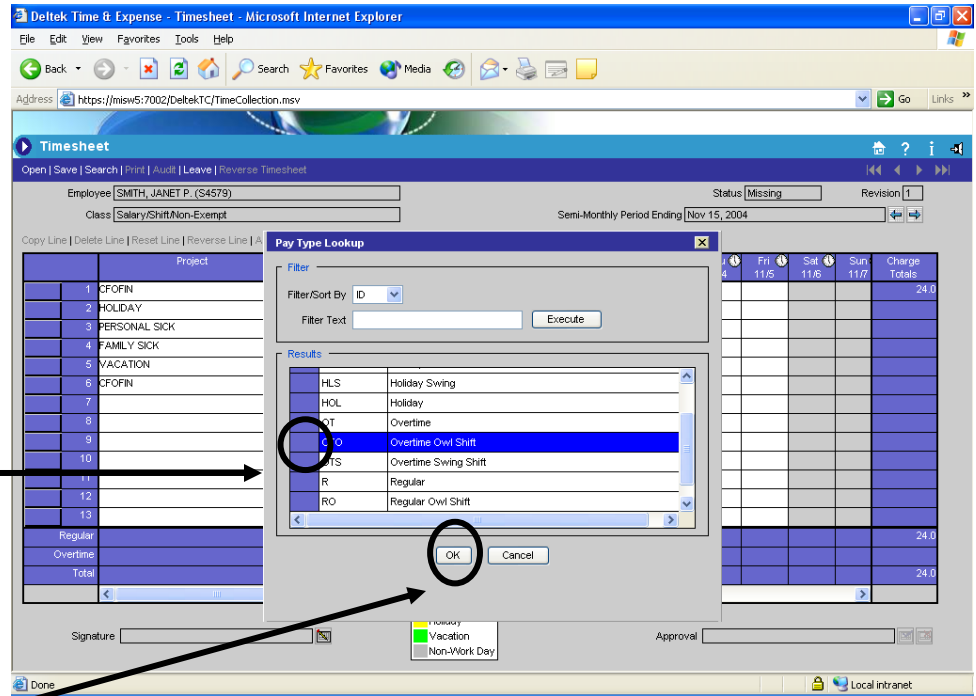 Deltek Time & Expense - Timesheet - Microsoft Internet Explorer
File Edit View Favorites Tools Help
Back Search Favorites Media
Address https://misw5:7002/DeltekTC/TimeCollection.msv Go Links »
Timesheet
Open | Save | Search | Print | Audit | Leave | Reverse Timesheet
Employee SMITH, JANET P. (S4579) Status Missing Revision 1
Class Salary/Shift/Non-Exempt Semi-Monthly Period Ending Nov 15, 2004
Copy Line | Delete Line | Reset Line | Reverse Line | A
Project Fri 11/5 Sat 11/6 Sun 11/7 Charge Totals
1 CFOFIN 24.0
2 HOLIDAY
3 PERSONAL SICK
4 FAMILY SICK
5 VACATION
6 CFOFIN
7
8
9
10
11
12
13
Regular 24.0
Overtime
Total 24.0
Pay Type Lookup
Filter
Filter/Sort By ID
Filter Text Execute
Results
HLS Holiday Swing
HOL Holiday
OT Overtime
OTO Overtime Owl Shift
OTS Overtime Swing Shift
R Regular
RO Regular Owl Shift
OK Cancel
Holiday
Vacation
Non-Work Day
Signature Approval
Done Local intranet